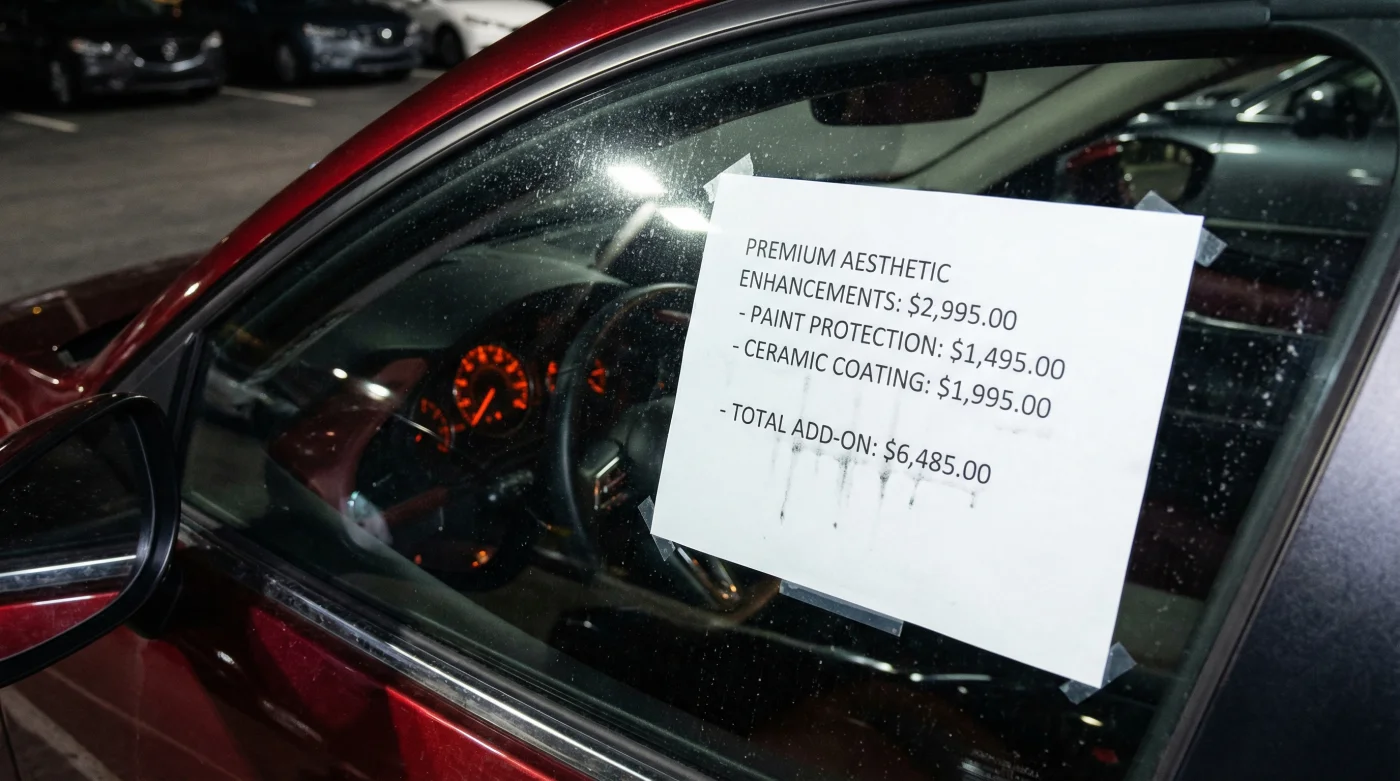 PREMIUM AESTHETIC
ENHANCEMENTS: $2,995.00
- PAINT PROTECTION: $1,495.00
- CERAMIC COATING: $1,995.00
- TOTAL ADD-ON: $6,485.00